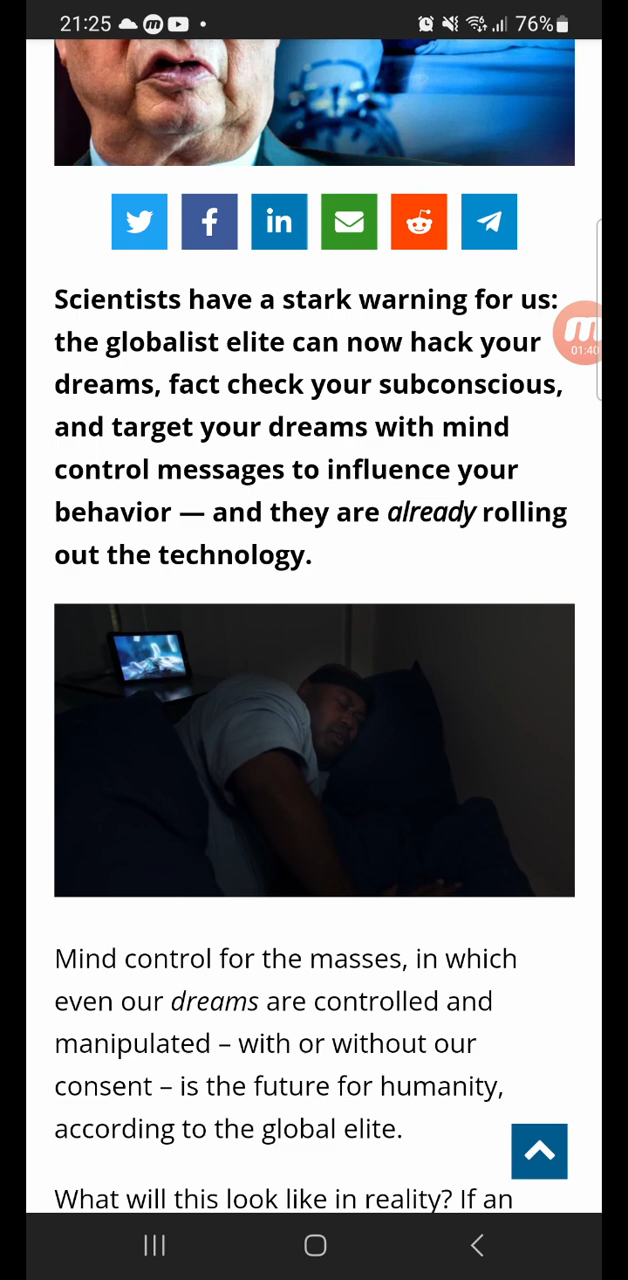 21:25
76%
Scientists have a stark warning for us:
the globalist elite can now hack your
01:40
dreams, fact check your subconscious,
and target your dreams with mind
control messages to influence your
behavior — and they are already rolling
out the technology.
Mind control for the masses, in which
even our dreams are controlled and
manipulated – with or without our
consent – is the future for humanity,
according to the global elite.
What will this look like in reality? If an